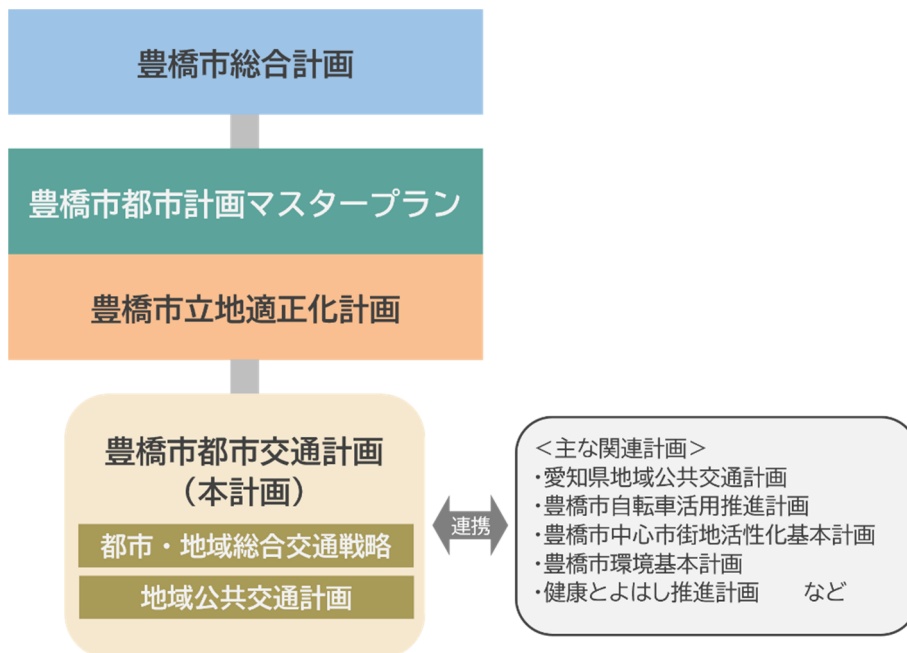 豊橋市総合計画
豊橋市都市計画マスタープラン
豊橋市立地適正化計画
豊橋市都市交通計画
（本計画）
都市・地域総合交通戦略
地域公共交通計画
連携
＜主な関連計画＞
・愛知県地域公共交通計画
・豊橋市自転車活用推進計画
・豊橋市中心市街地活性化基本計画
・豊橋市環境基本計画
・健康とよはし推進計画　　など